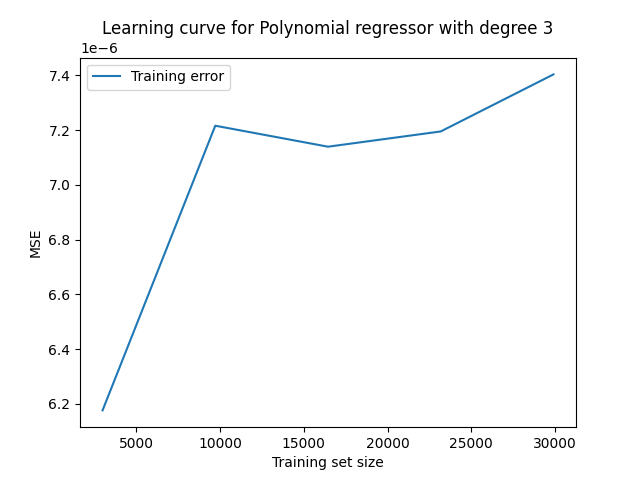 Learning curve for Polynomial regressor with degree 3
1e−6
Training error
7.4
7.2
7.0
6.8
6.6
6.4
6.2
MSE
5000 10000 15000 20000 25000 30000
Training set size